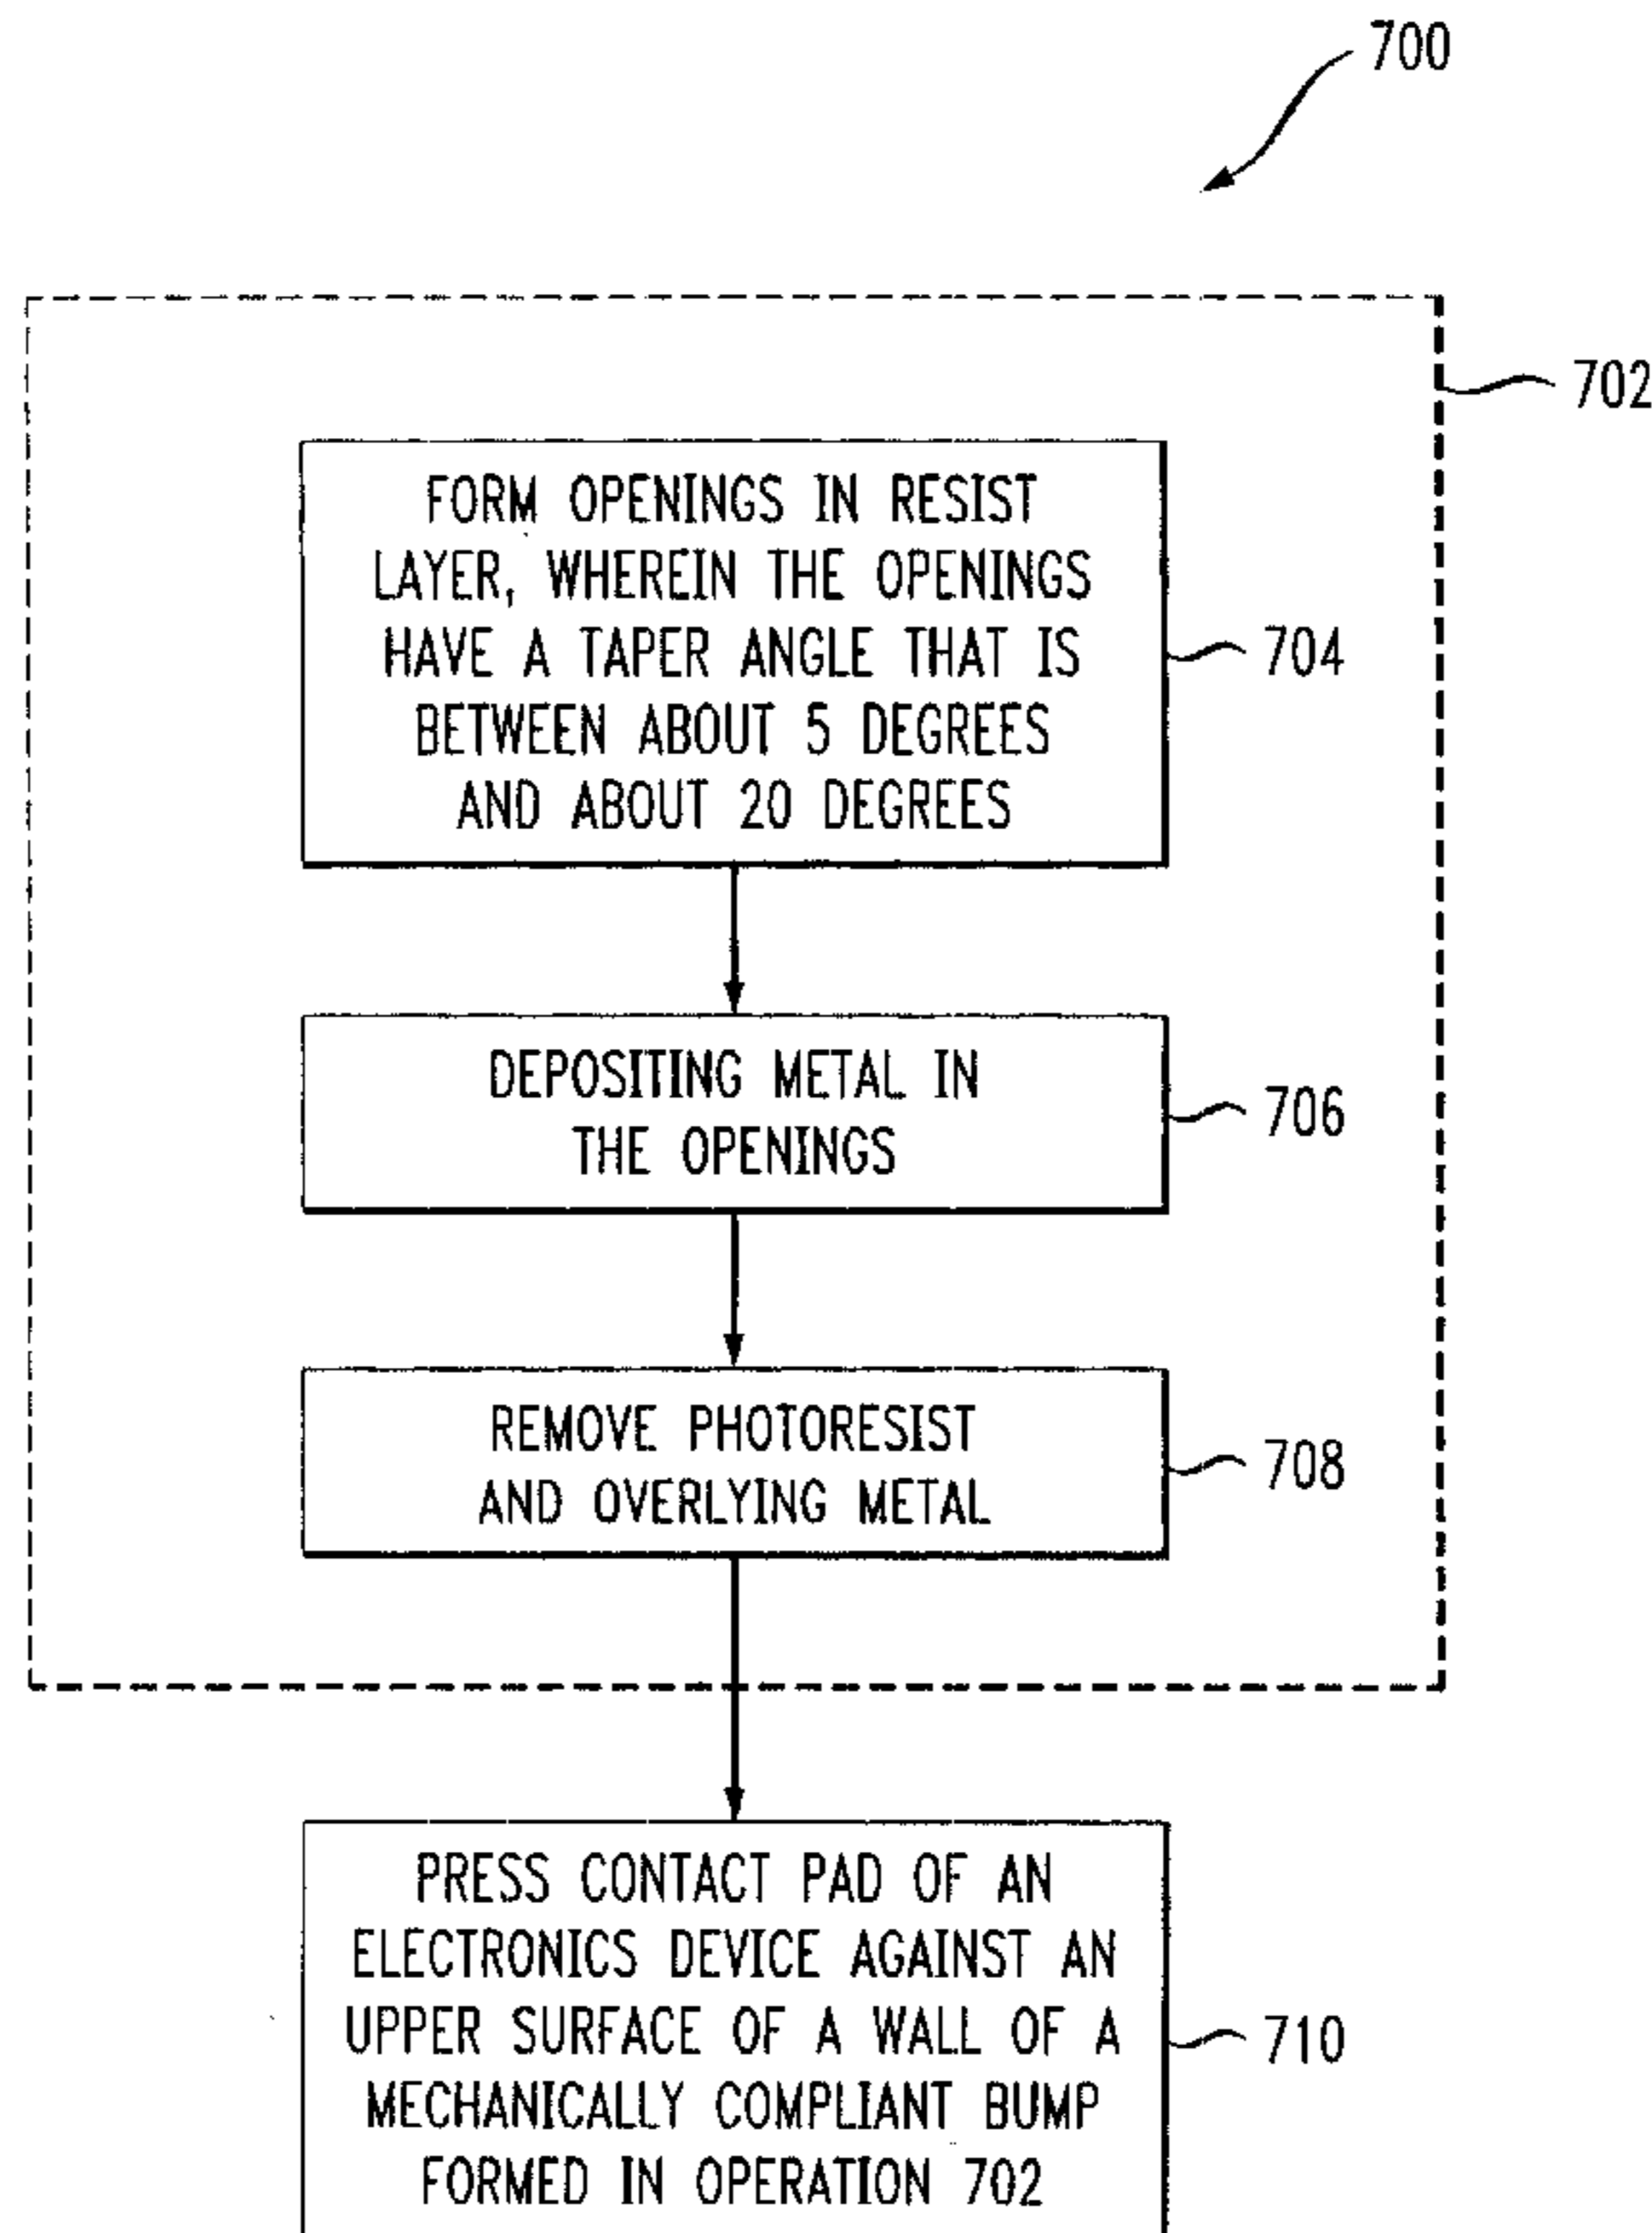 700
702
FORM OPENINGS IN RESIST
LAYER, WHEREIN THE OPENINGS
HAVE A TAPER ANGLE THAT IS
BETWEEN ABOUT 5 DEGREES
AND ABOUT 20 DEGREES
704
DEPOSITING METAL IN
THE OPENINGS
706
REMOVE PHOTORESIST
AND OVERLYING METAL
708
PRESS CONTACT PAD OF AN
ELECTRONICS DEVICE AGAINST AN
UPPER SURFACE OF A WALL OF A
MECHANICALLY COMPLIANT BUMP
FORMED IN OPERATION 702
710